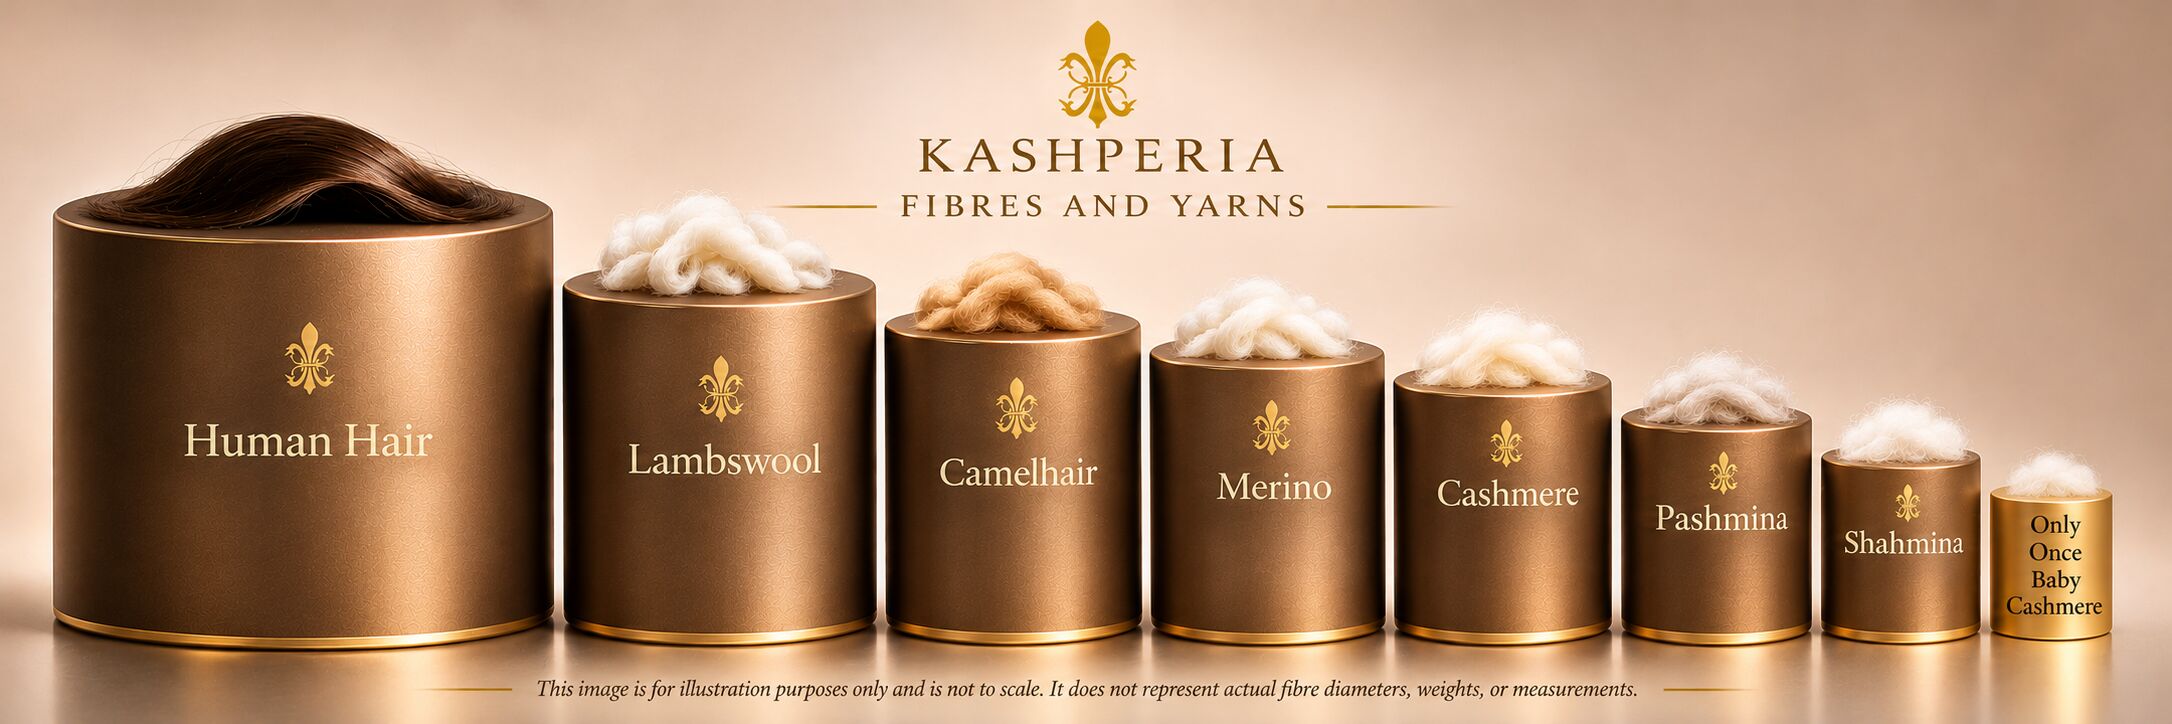 KASHPERIA
FIBRES AND YARNS
Human Hair
Lambswool
Camelhair
Merino
Cashmere
Pashmina
Shahmina
Only
Once
Baby
Cashmere
This image is for illustration purposes only and is not to scale. It does not represent actual fibre diameters, weights, or measurements.